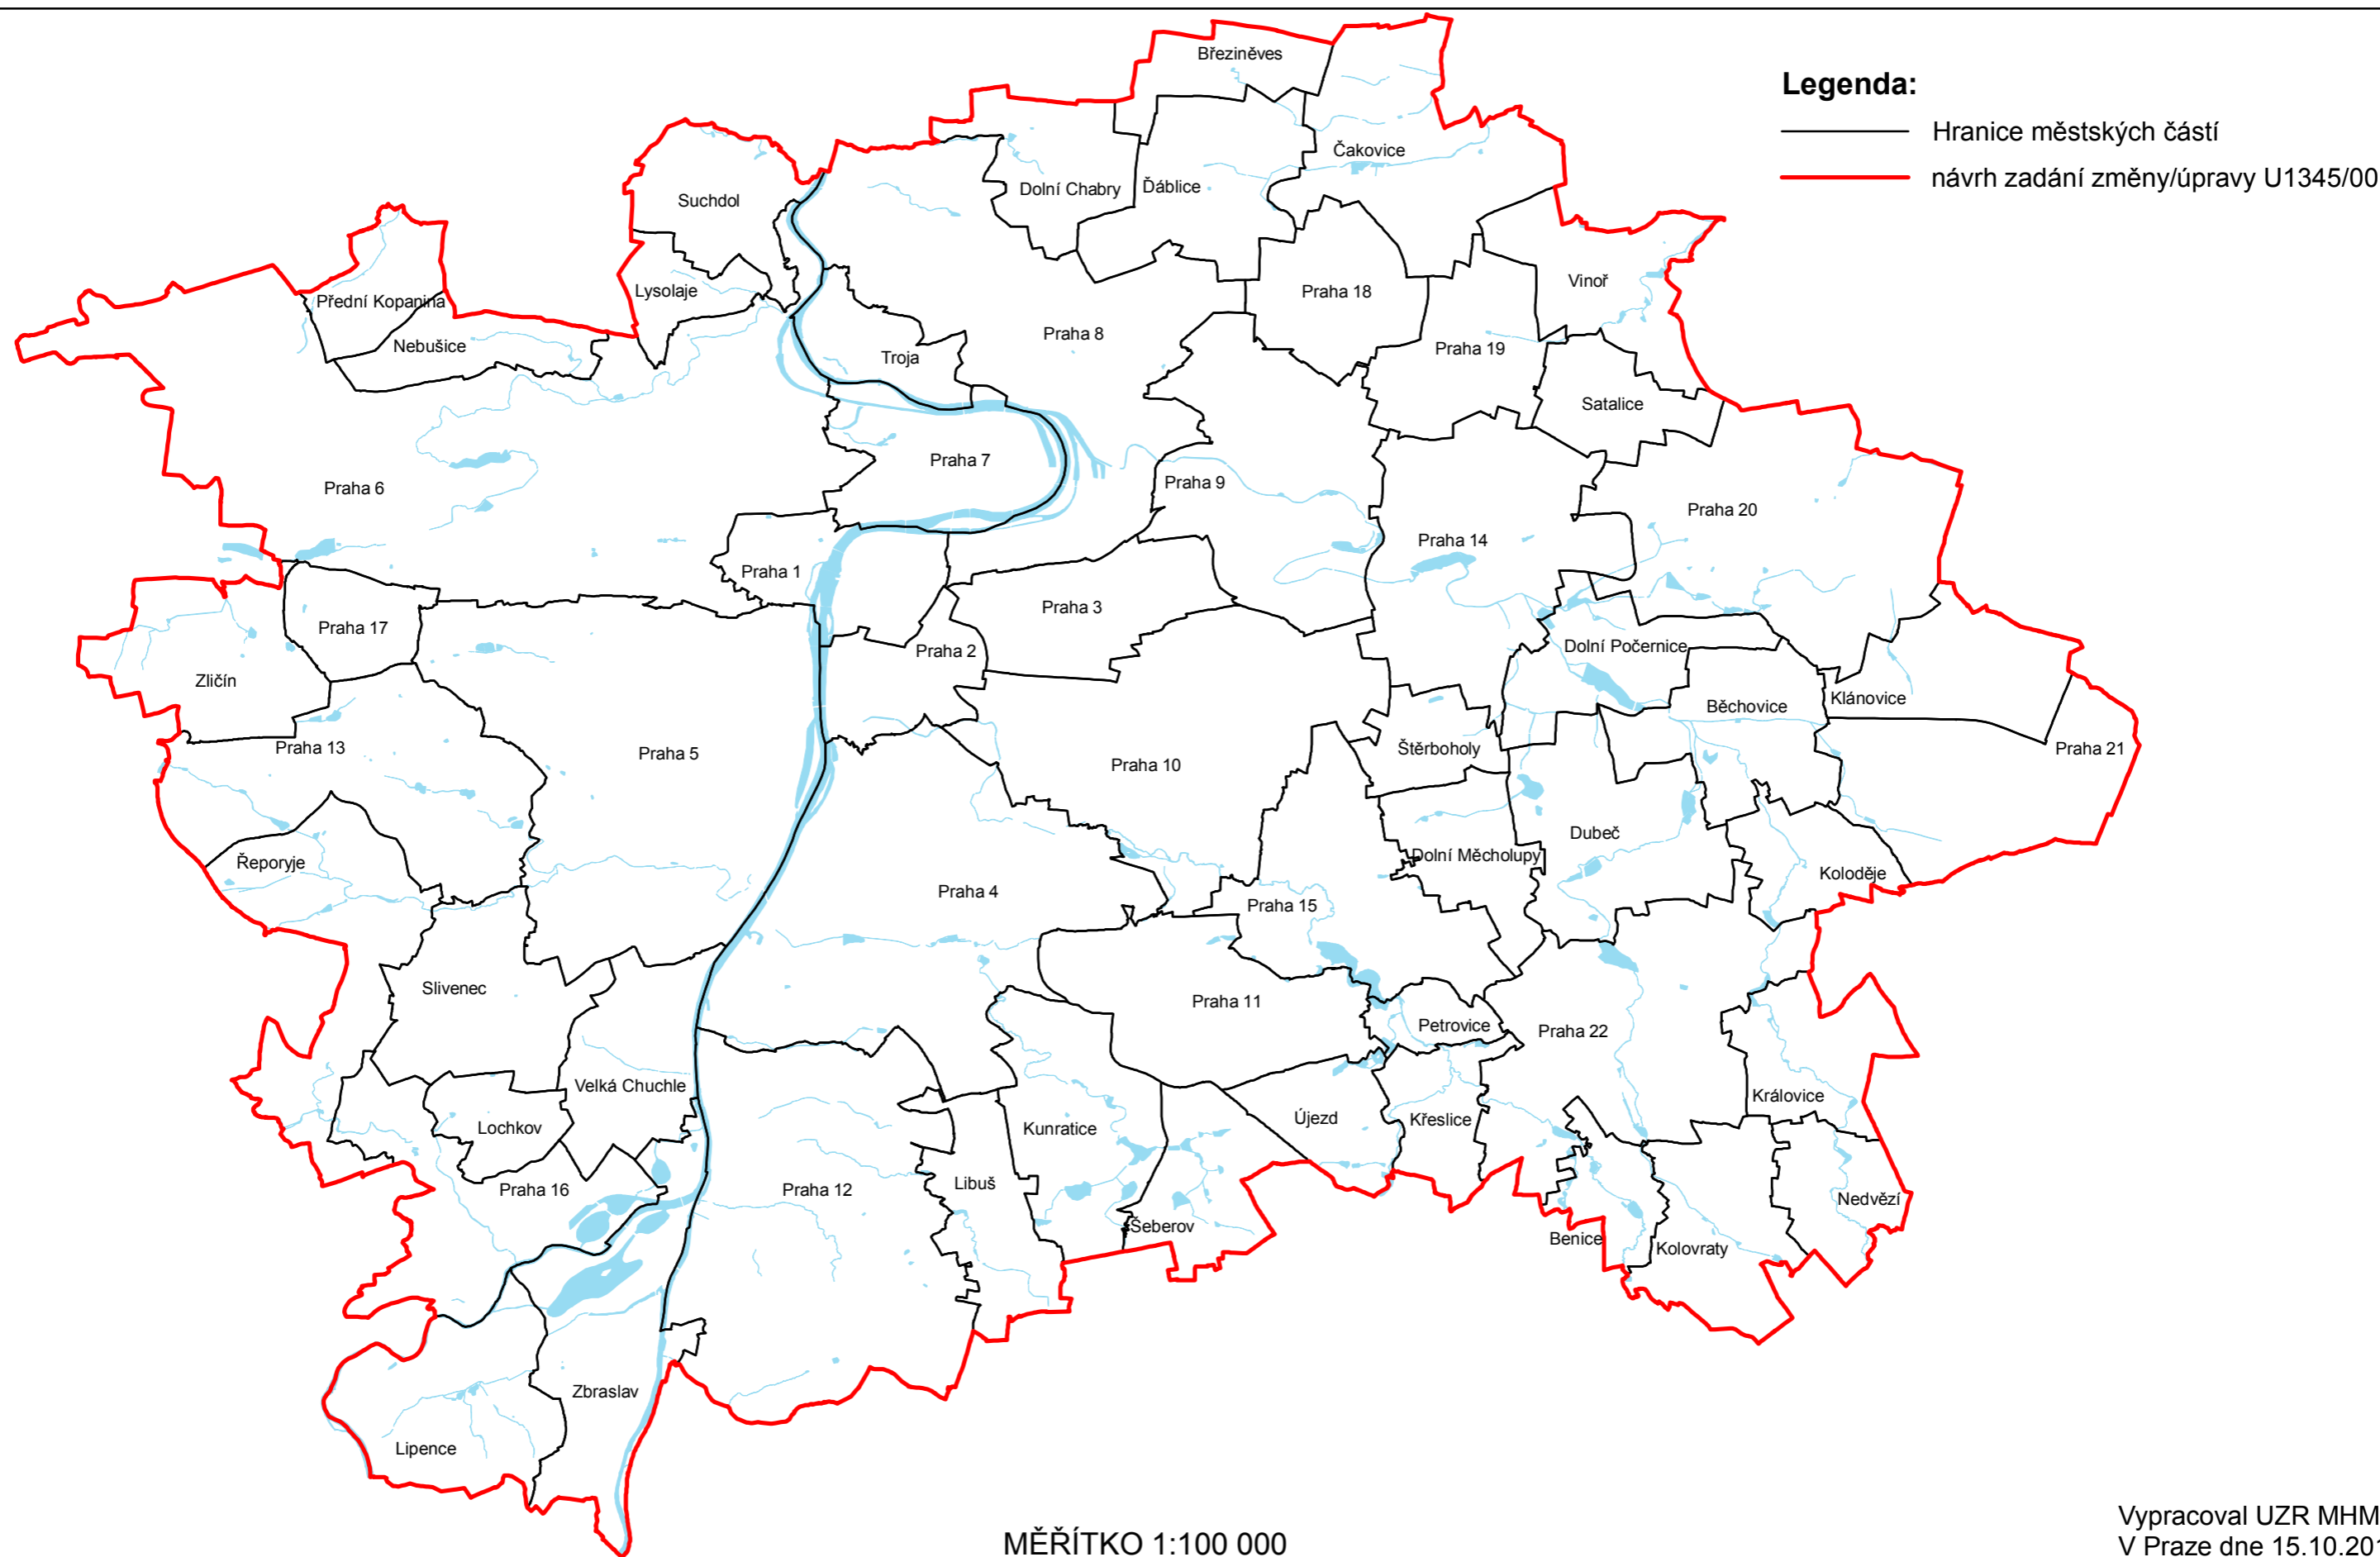 Legenda:
Hranice městských částí
návrh zadání změny/úpravy U1345/00
Březiněves
Čakovice
Suchdol
Dolní Chabry
Ďáblice
Vinoř
Lysolaje
Praha 18
Přední Kopanina
Nebušice
Praha 8
Troja
Praha 19
Satalice
Praha 7
Praha 6
Praha 9
Praha 20
Praha 14
Praha 1
Praha 3
Praha 17
Praha 2
Dolní Počernice
Zličín
Klánovice
Běchovice
Praha 13
Praha 5
Praha 10
Štěrboholy
Praha 21
Dubeč
Dolní Měcholupy
Řeporyje
Koloděje
Praha 4
Praha 15
Slivenec
Praha 11
Petrovice
Praha 22
Velká Chuchle
Královice
Lochkov
Kunratice
Újezd
Křeslice
Praha 16
Praha 12
Libuš
Nedvězí
Šeberov
Benice
Kolovraty
Zbraslav
Lipence
MĚŘÍTKO 1:100 000
Vypracoval UZR MHM
V Praze dne 15.10.201